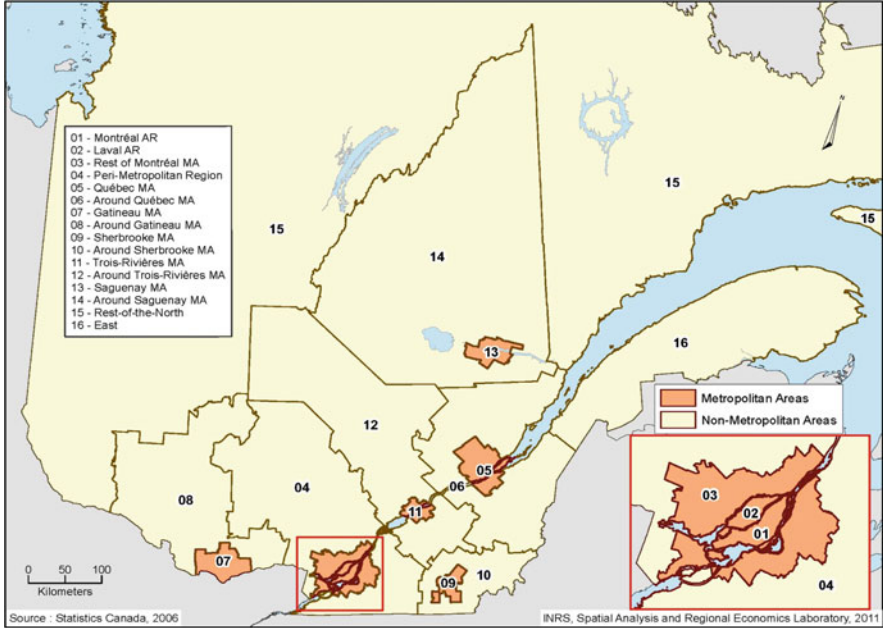 01 - Montréal AR
02 - Laval AR
03 - Rest of Montréal MA
04 - Peri-Metropolitan Region
05 - Québec MA
06 - Around Québec MA
07 - Gatineau MA
08 - Around Gatineau MA
09 - Sherbrooke MA
10 - Around Sherbrooke MA
11 - Trois-Rivières MA
12 - Around Trois-Rivières MA
13 - Saguenay MA
14 - Around Saguenay MA
15 - Rest-of-the-North
16 - East
N
15
15
15
14
13
16
12
05
06
04
08
11
07
09
10
Metropolitan Areas
Non-Metropolitan Areas
03
02
01
04
0 50 100
Kilometers
Source : Statistics Canada, 2006
INRS, Spatial Analysis and Regional Economics Laboratory, 2011